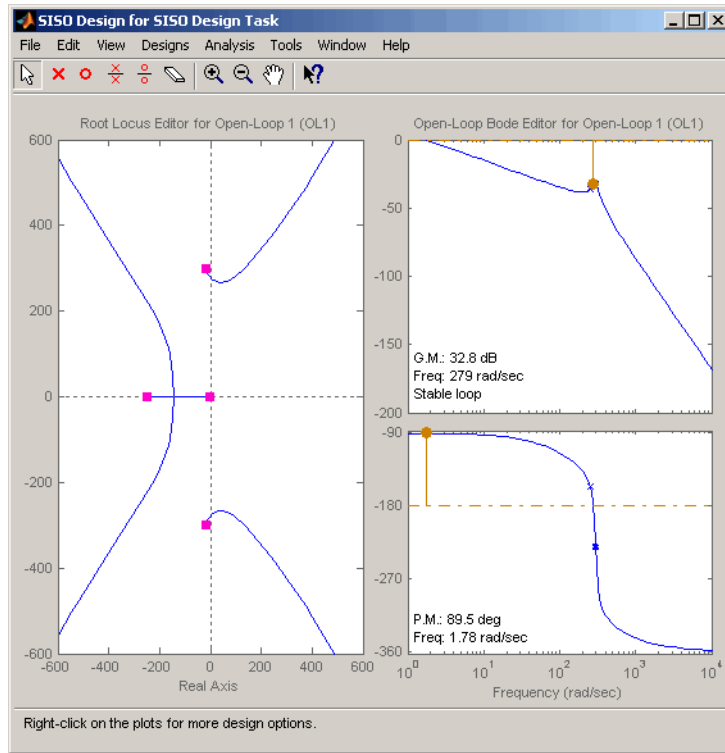 SISO Design for SISO Design Task
File Edit View Designs Analysis Tools Window Help
Root Locus Editor for Open-Loop 1 (OL1)
600
400
200
0
-200
-400
-600
-600 -400 -200 0 200 400 600
Real Axis
Open-Loop Bode Editor for Open-Loop 1 (OL1)
0
-50
-100
-150
-200
G.M.: 32.8 dB
Freq: 279 rad/sec
Stable loop
-90
-180
-270
-360
P.M.: 89.5 deg
Freq: 1.78 rad/sec
10^0 10^1 10^2 10^3 10^4
Frequency (rad/sec)
Right-click on the plots for more design options.